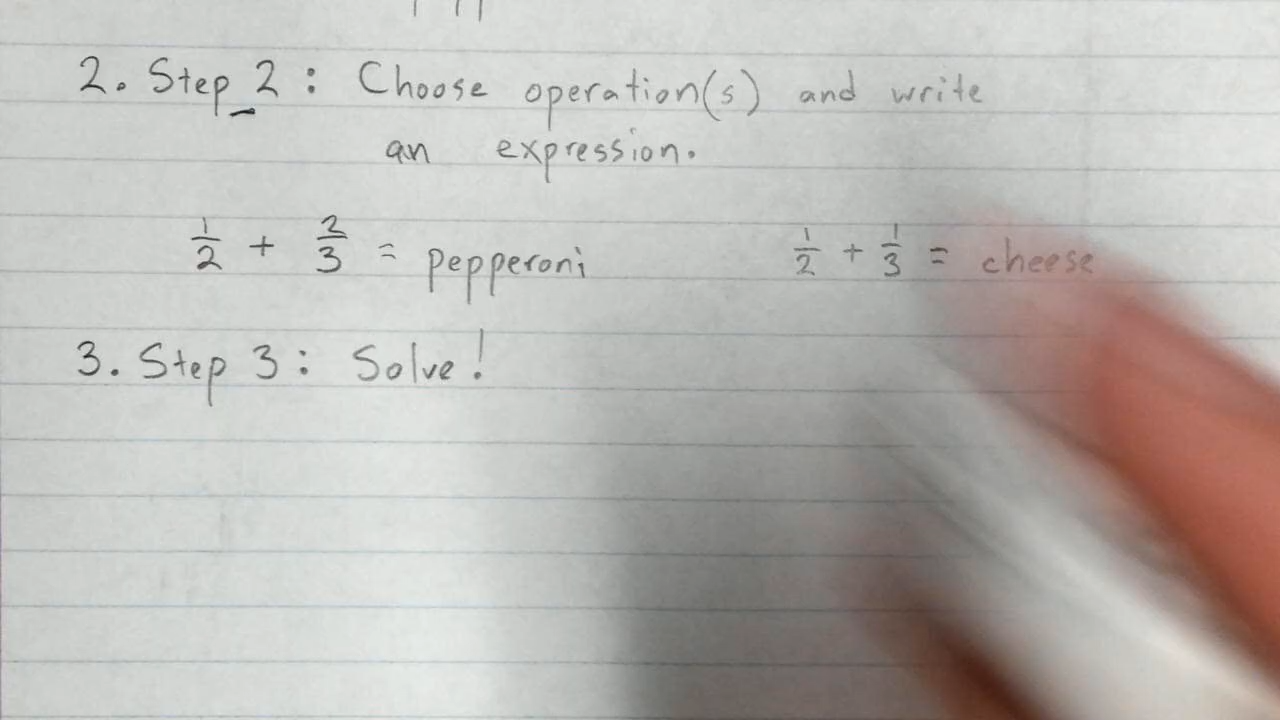 2. Step 2: Choose operation(s) and write
an expression.
1/2 + 2/3 = pepperoni 1/2 + 1/3 = cheese
3. Step 3: Solve!